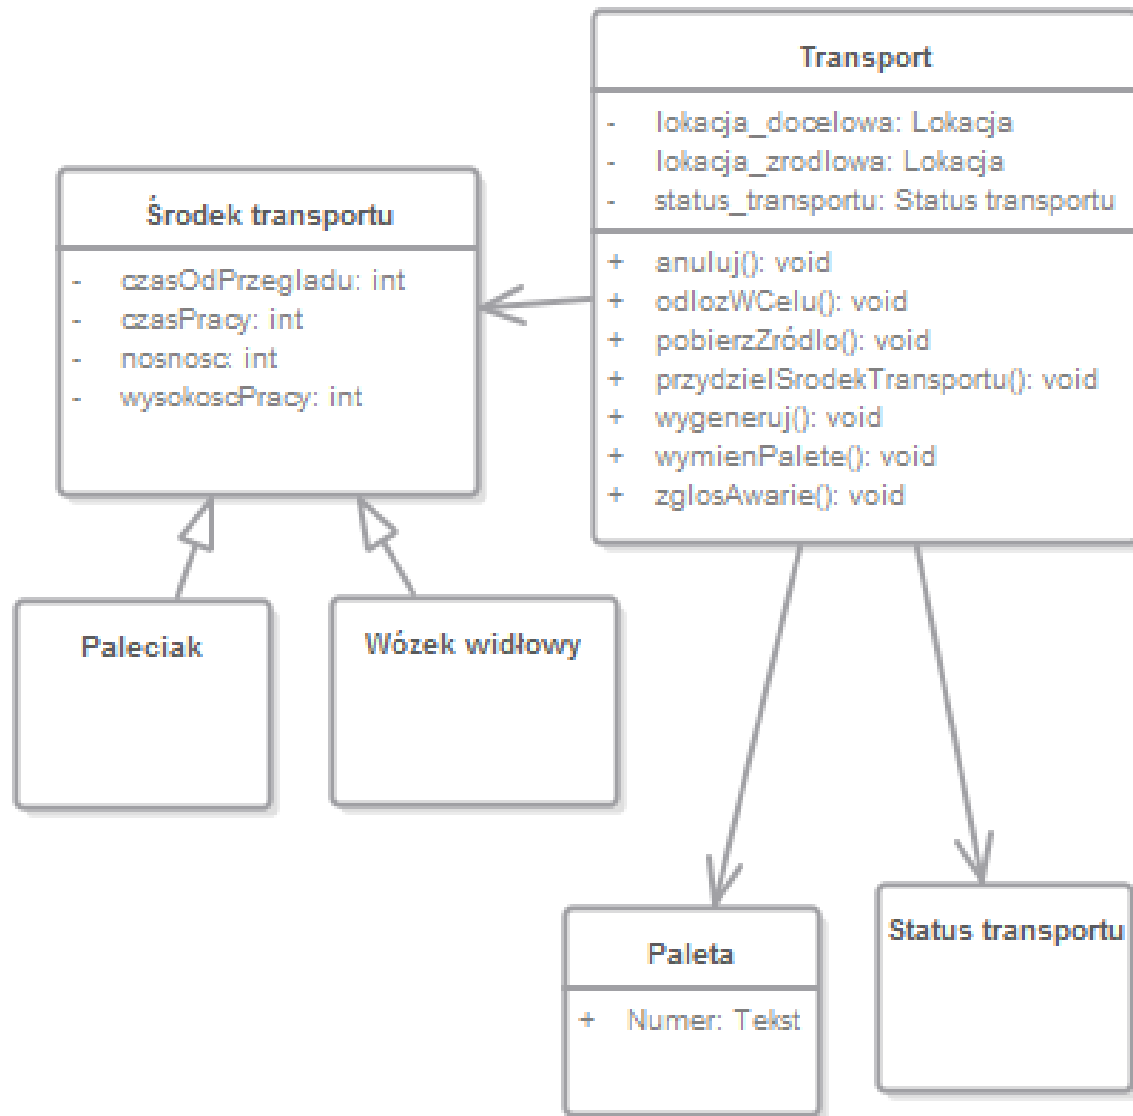 Transport
- lokacja_docelowa: Lokacja
- lokacja_zrodlowa: Lokacja
- status_transportu: Status transportu
+ anuluj(): void
+ odlozWCelu(): void
+ pobierzZródlo(): void
+ przydzielSrodekTransportu(): void
+ wygeneruj(): void
+ wymienPalete(): void
+ zglosAwarie(): void
Środek transportu
- czasOdPrzegladu: int
- czasPracy: int
- nosnosc: int
- wysokoscPracy: int
Paleciak
Wózek widłowy
Paleta
+ Numer: Tekst
Status transportu